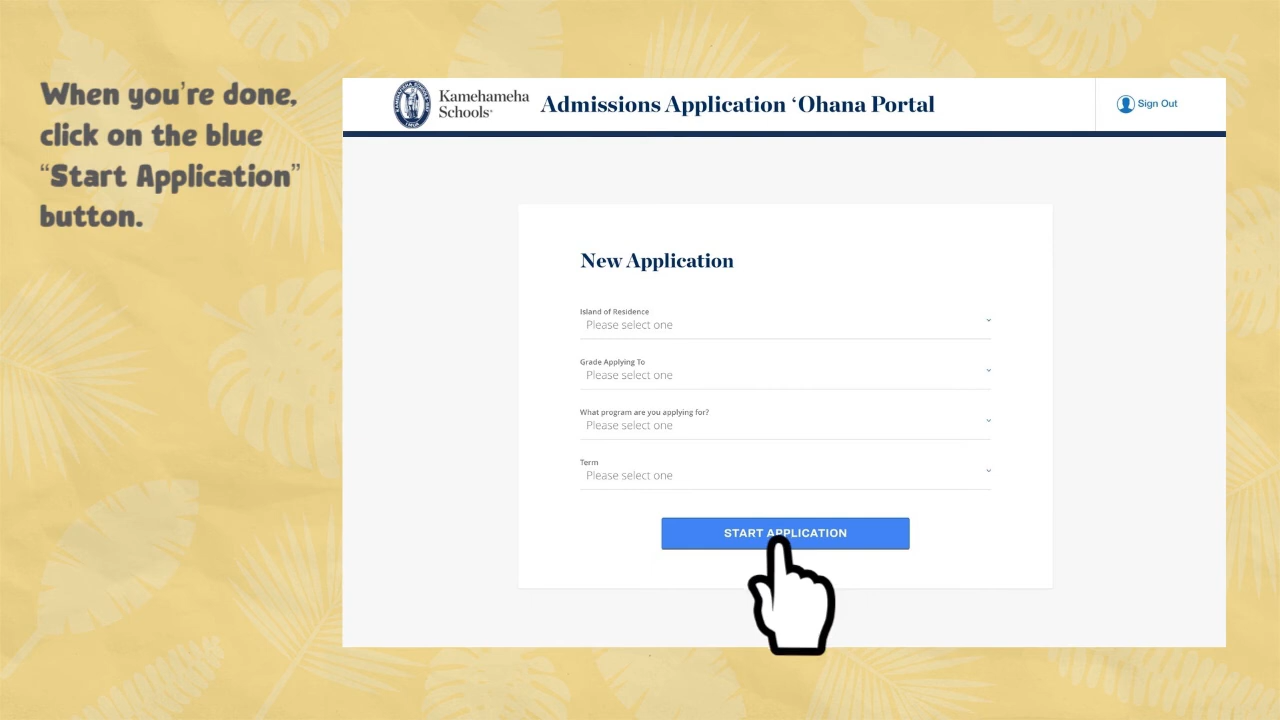 When you're done,
click on the blue
“Start Application”
button.
Kamehameha
Schools
Admissions Application ‘Ohana Portal
Sign Out
New Application
Island of Residence
Please select one
Grade Applying To
Please select one
What program are you applying for?
Please select one
Term
Please select one
START APPLICATION